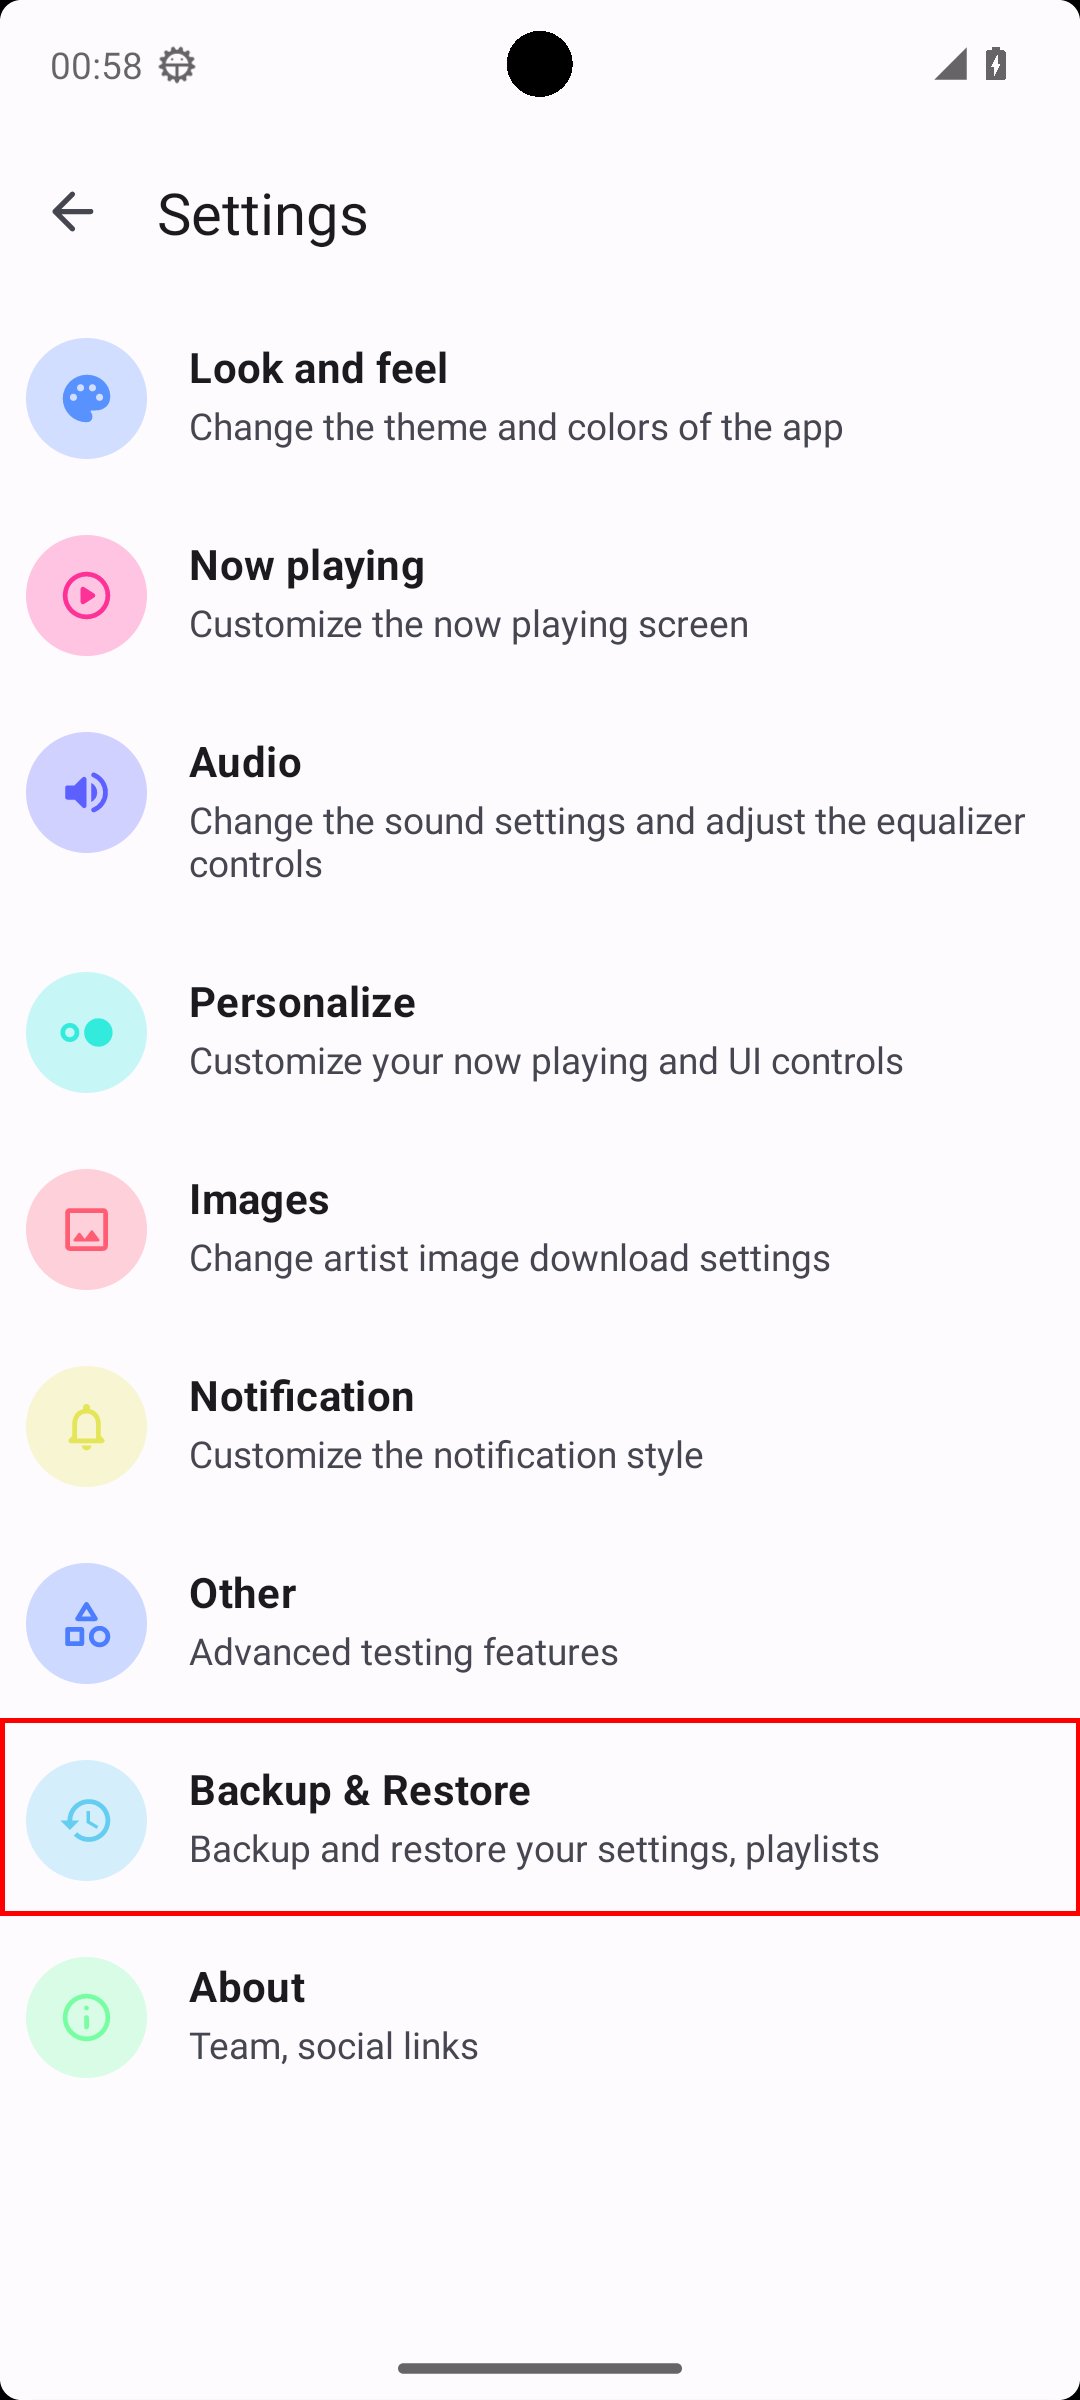 00:58
Settings
Look and feel
Change the theme and colors of the app
Now playing
Customize the now playing screen
Audio
Change the sound settings and adjust the equalizer
controls
Personalize
Customize your now playing and UI controls
Images
Change artist image download settings
Notification
Customize the notification style
Other
Advanced testing features
Backup & Restore
Backup and restore your settings, playlists
About
Team, social links